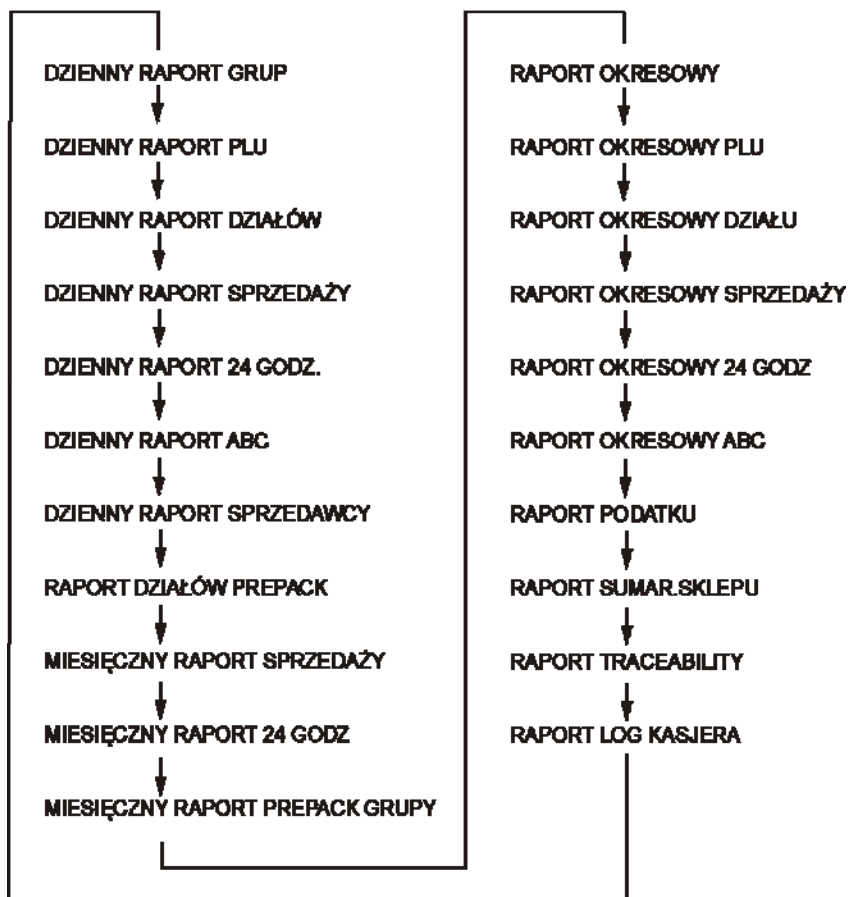 DZIENNY RAPORT GRUP
DZIENNY RAPORT PLU
DZIENNY RAPORT DZIAŁÓW
DZIENNY RAPORT SPRZEDAŻY
DZIENNY RAPORT 24 GODZ.
DZIENNY RAPORT ABC
DZIENNY RAPORT SPRZEDAWCY
RAPORT DZIAŁÓW PREPACK
MIESIĘCZNY RAPORT SPRZEDAŻY
MIESIĘCZNY RAPORT 24 GODZ
MIESIĘCZNY RAPORT PREPACK GRUPY
RAPORT OKRESOWY
RAPORT OKRESOWY PLU
RAPORT OKRESOWY DZIAŁU
RAPORT OKRESOWY SPRZEDAŻY
RAPORT OKRESOWY 24 GODZ
RAPORT OKRESOWY ABC
RAPORT PODATKU
RAPORT SUMAR.SKLEPU
RAPORT TRACEABILITY
RAPORT LOG KASJERA